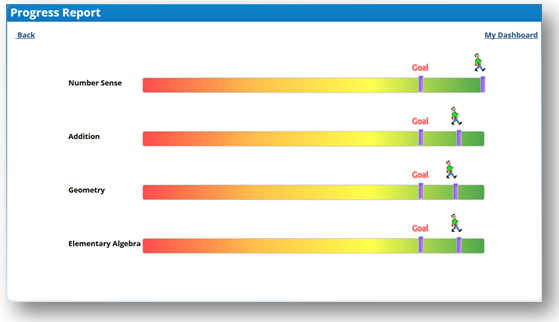 Progress Report
Back
My Dashboard
Goal
Number Sense
Goal
Addition
Goal
Geometry
Goal
Elementary Algebra